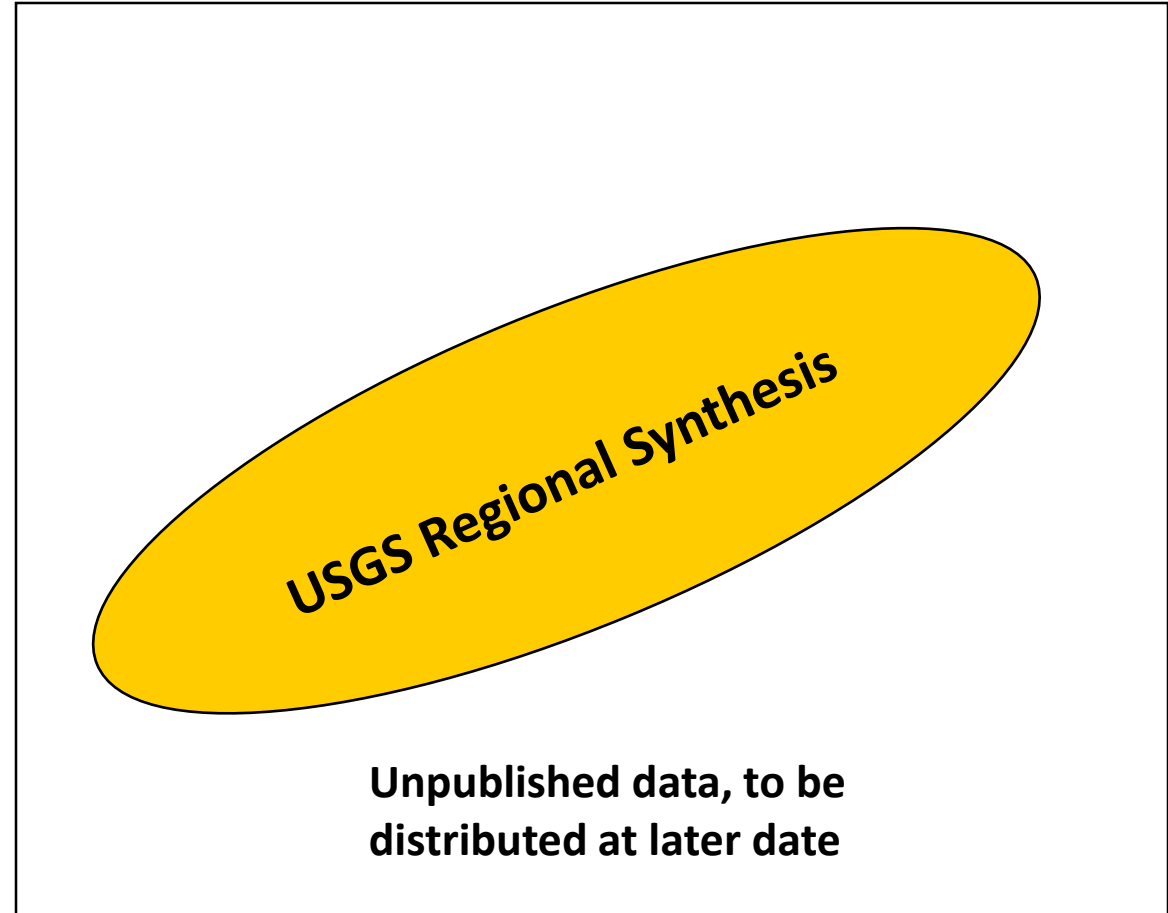 USGS Regional Synthesis
Unpublished data, to be
distributed at later date